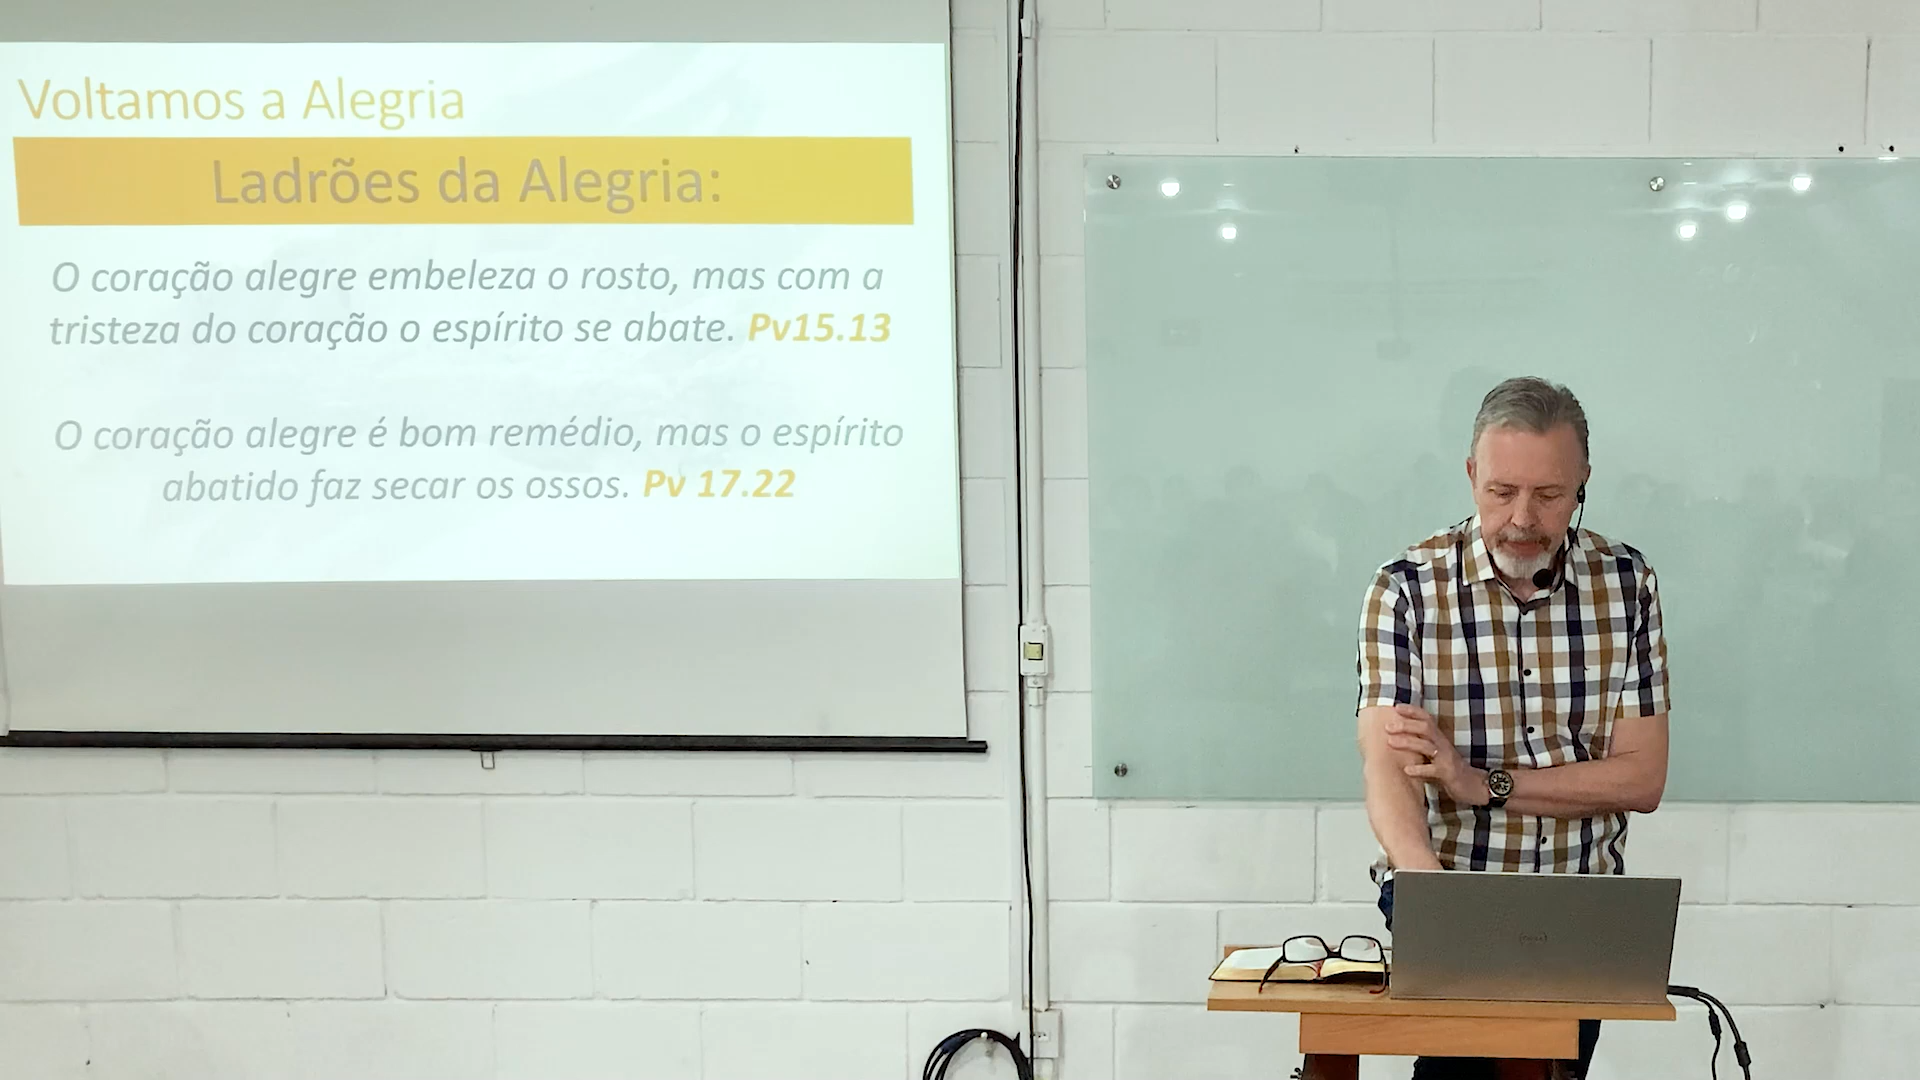 Voltamos a Alegria
Ladrões da Alegria:
O coração alegre embeleza o rosto, mas com a
tristeza do coração o espírito se abate. Pv15.13
O coração alegre é bom remédio, mas o espírito
abatido faz secar os ossos. Pv 17.22